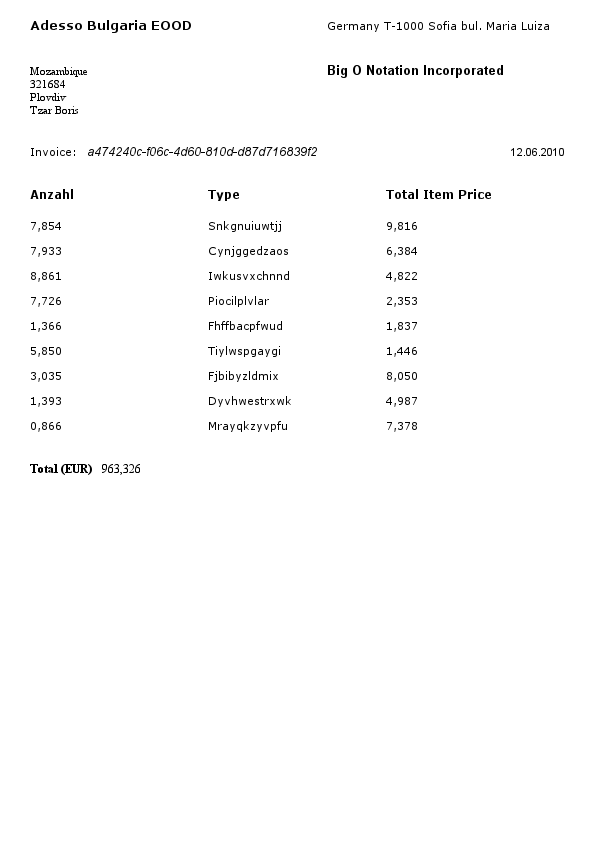 Adesso Bulgaria EOOD Germany T-1000 Sofia bul. Maria Luiza
Big O Notation Incorporated
Mozambique
321684
Plovdiv
Tzar Boris
Invoice: a474240c-f06c-4d60-810d-d87d716839f2 12.06.2010
Anzahl Type Total Item Price
7,854 Snkgnuiuwtjj 9,816
7,933 Cynjggedzaos 6,384
8,861 Iwkusvxchnnd 4,822
7,726 Piocilplvlar 2,353
1,366 Fhffbacpfwud 1,837
5,850 Tiylwspgaygi 1,446
3,035 Fjbibyzldmix 8,050
1,393 Dyvhwestrxwk 4,987
0,866 Mrayqkzyvpfu 7,378
Total (EUR) 963,326